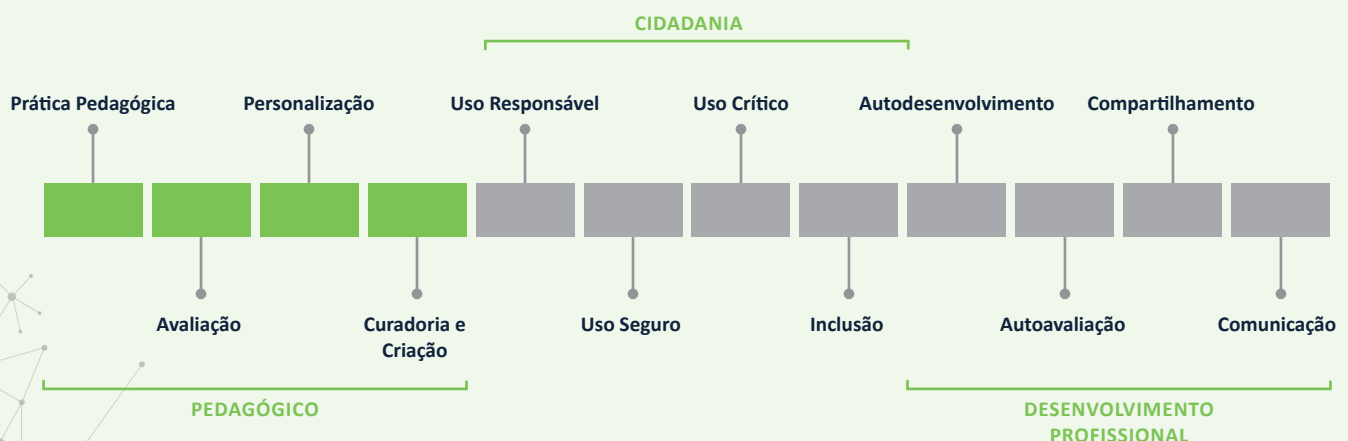 CIDADANIA
Prática Pedagógica
Personalização
Uso Responsável
Uso Crítico
Autodesenvolvimento
Compartilhamento
Avaliação
Curadoria e
Criação
Uso Seguro
Inclusão
Autoavaliação
Comunicação
PEDAGÓGICO
DESENVOLVIMENTO
PROFISSIONAL